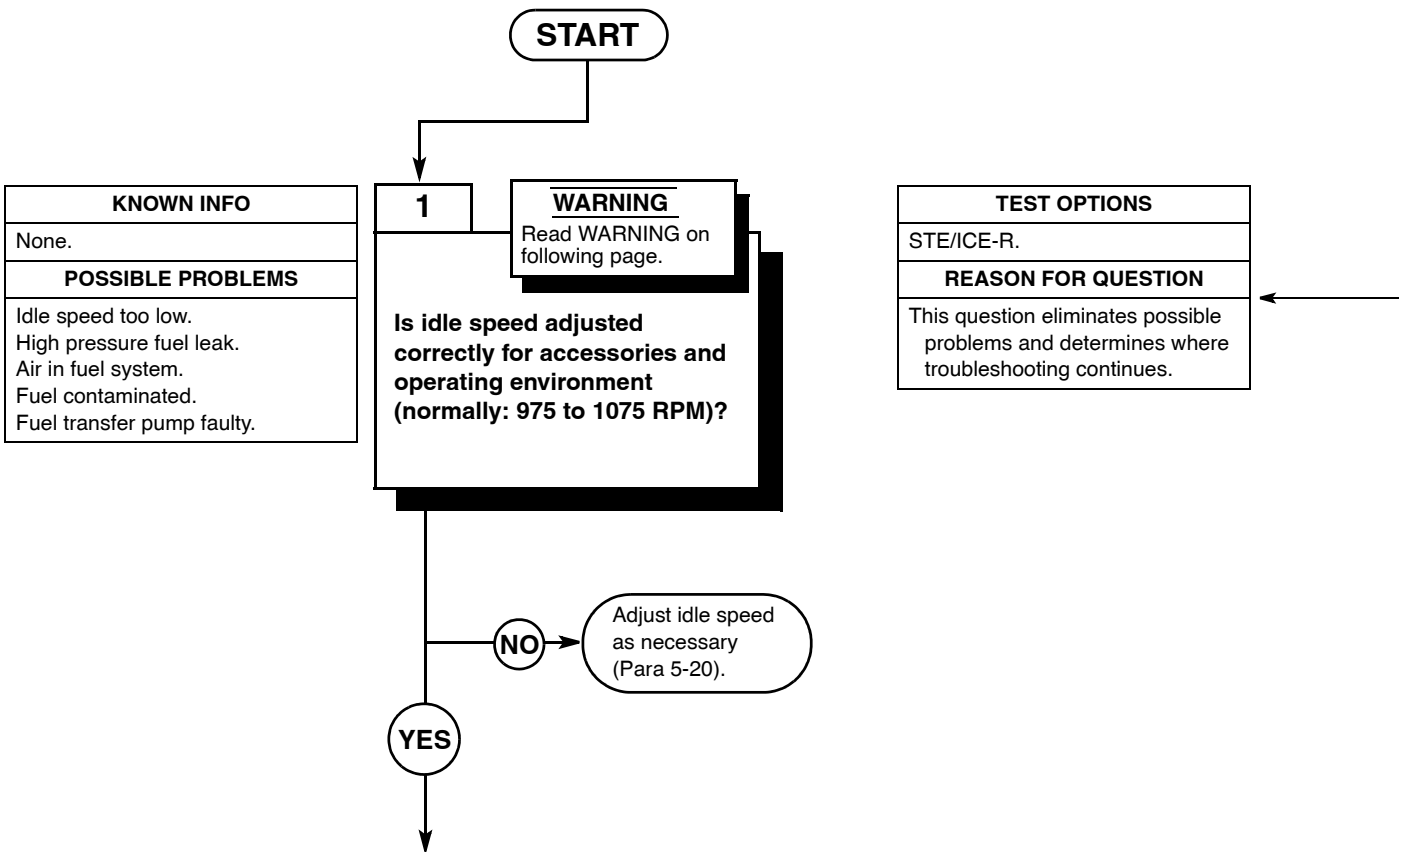 START
KNOWN INFO
None.
POSSIBLE PROBLEMS
Idle speed too low.
High pressure fuel leak.
Air in fuel system.
Fuel contaminated.
Fuel transfer pump faulty.
1
WARNING
Read WARNING on
following page.
Is idle speed adjusted
correctly for accessories and
operating environment
(normally: 975 to 1075 RPM)?
TEST OPTIONS
STE/ICE-R.
REASON FOR QUESTION
This question eliminates possible
problems and determines where
troubleshooting continues.
NO
Adjust idle speed
as necessary
(Para 5-20).
YES